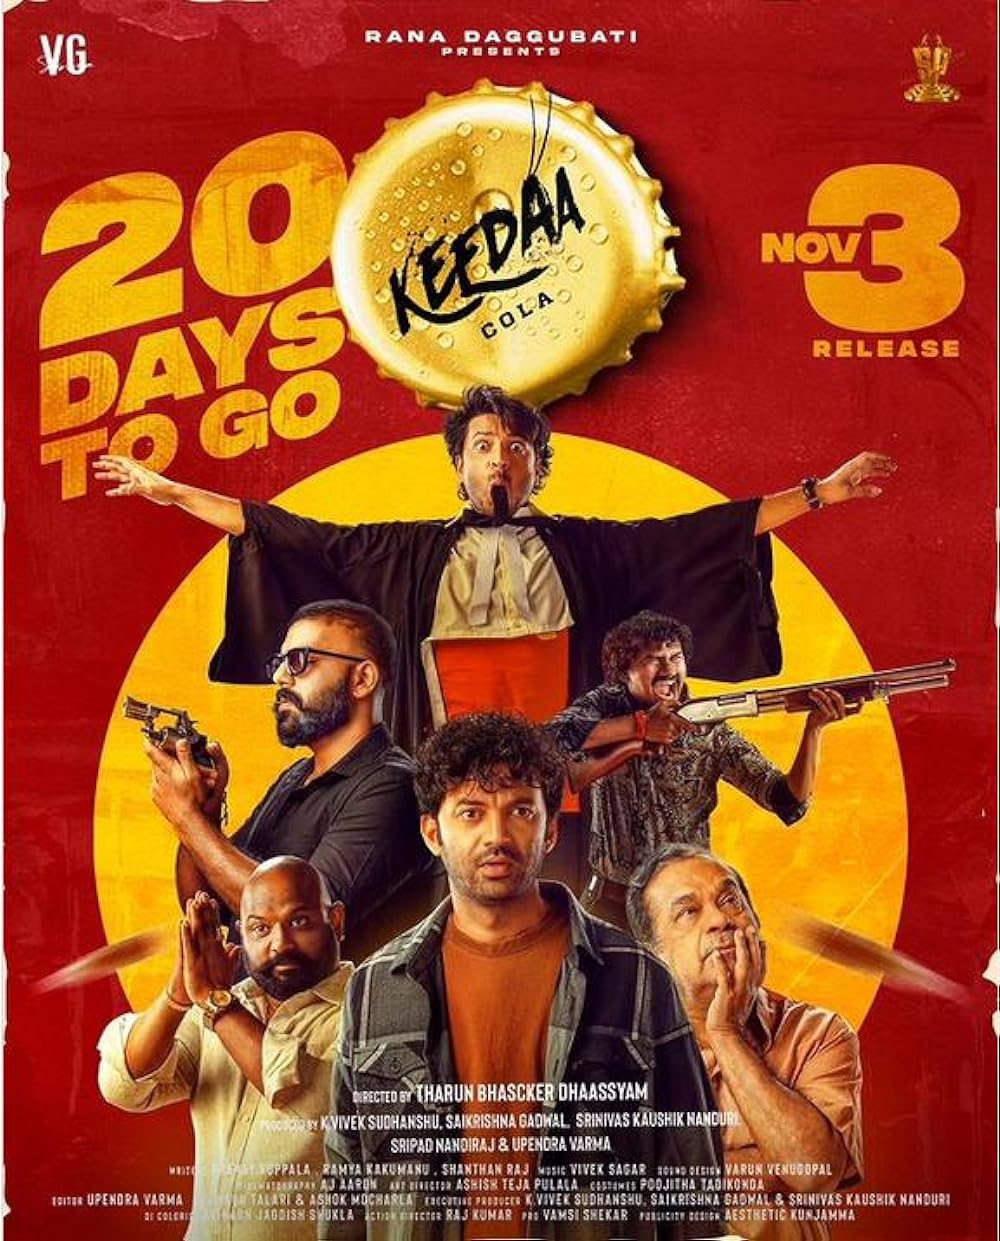 VG
RANA DAGGUBATI
PRESENTS
SP
20
DAYS
TO GO
KEEDAA
COLA
NOV 3
RELEASE
DIRECTED BY THARUN BHASCKER DHAASSYAM
PRODUCED BY K.VIVEK SUDHANSHU, SAIKRISHNA GADWAL, SRINIVAS KAUSHIK NANDURI,
SRIPAD NANDIRAJ & UPENDRA VARMA
RAMYA KAKUMANU, SHANTHAN RAJ MUSIC VIVEK SAGAR SOUND DESIGN VARUN VENUGOPAL
AJ AARON ART DIRECTOR ASHISH TEJA PULALA COSTUMES POOJITHA TADIKONDA
EDITOR UPENDRA VARMA TALARI & ASHOK MOCHARLA EXECUTIVE PRODUCER K.VIVEK SUDHANSHU, SAIKRISHNA GADWAL & SRINIVAS KAUSHIK NANDURI
JAGDISH SHUKLA ACTION DIRECTOR RAJ KUMAR PRO VAMSI SHEKAR PUBLICITY DESIGN AESTHETIC KUNJAMMA